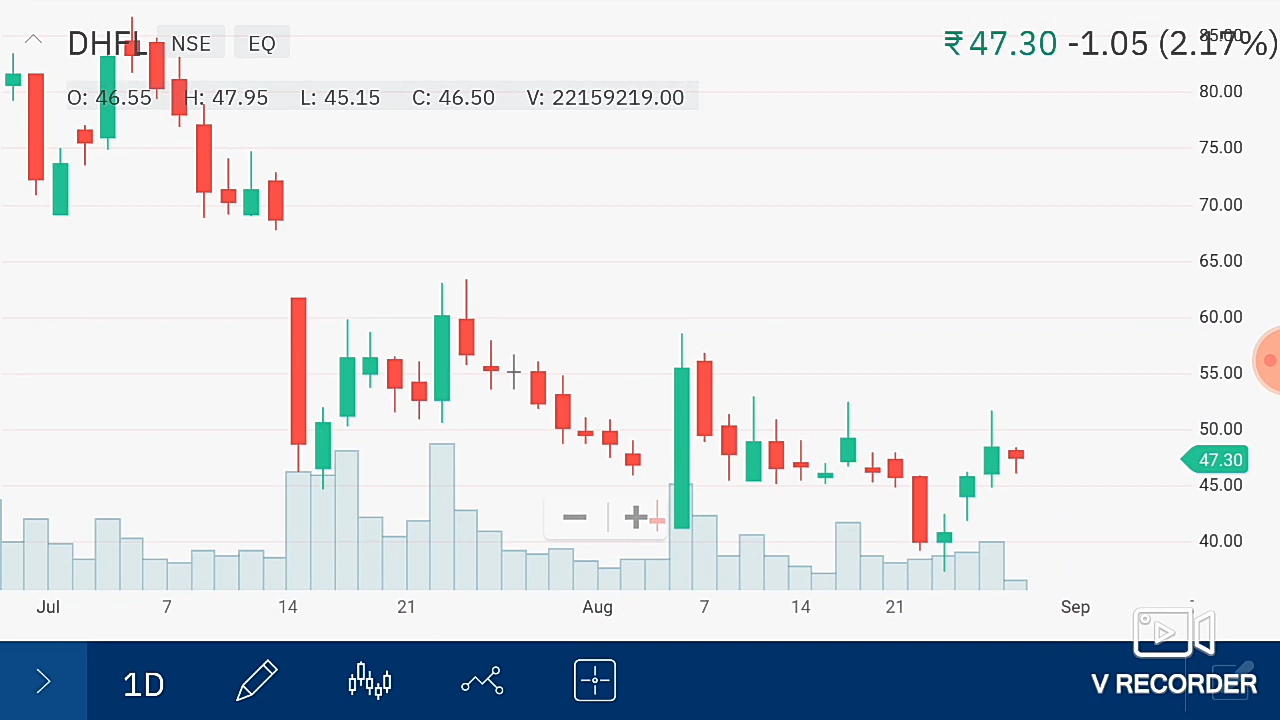 DHFL NSE EQ ₹ 47.30 -1.05 (2.17%)
85.00
O: 46.55 H: 47.95 L: 45.15 C: 46.50 V: 22159219.00
80.00
75.00
70.00
65.00
60.00
55.00
50.00
47.30
45.00
40.00
Jul 7 14 21 Aug 7 14 21 Sep
1D
V RECORDER